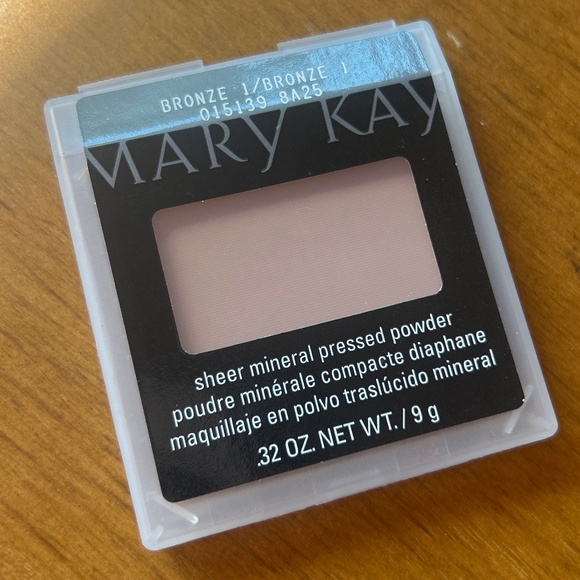 BRONZE 1/BRONZE 1
015139 8A25
MARY KAY
sheer mineral pressed powder
poudre minérale compacte diaphane
maquillaje en polvo traslúcido mineral
.32 OZ. NET WT. / 9 g